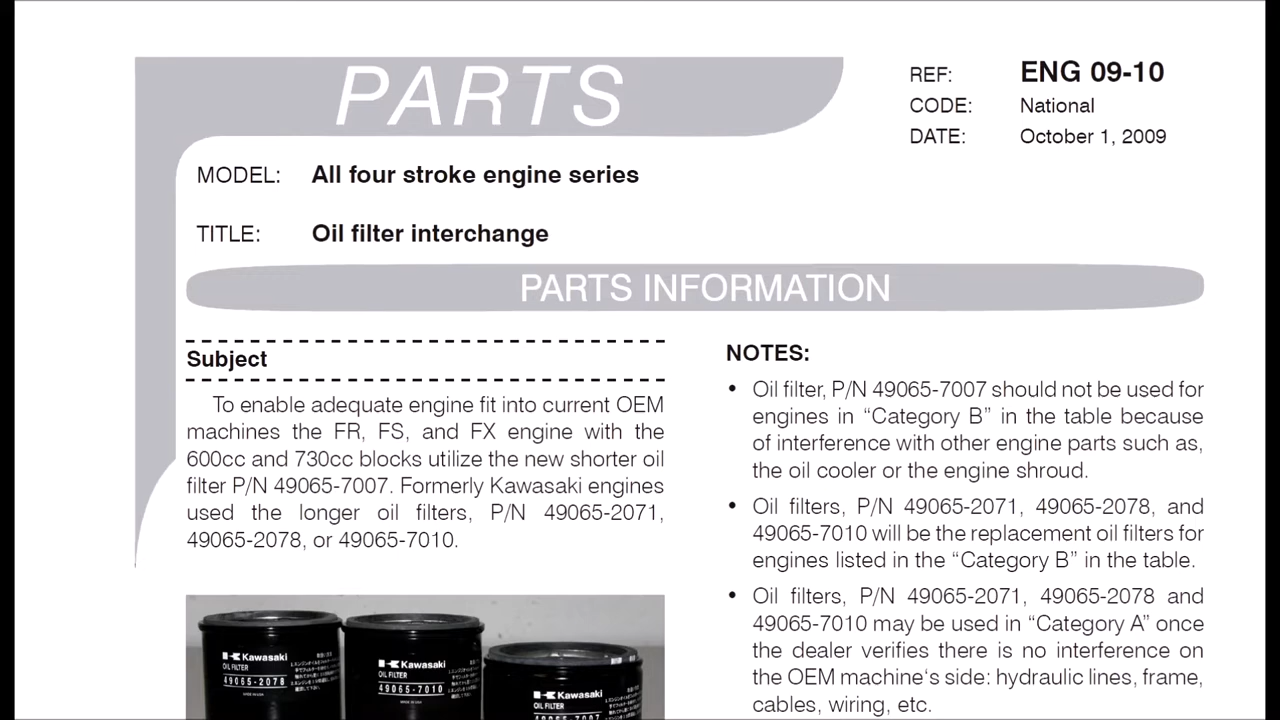 PARTS
REF: ENG 09-10
CODE: National
DATE: October 1, 2009
MODEL: All four stroke engine series
TITLE: Oil filter interchange
PARTS INFORMATION
Subject
To enable adequate engine fit into current OEM
machines the FR, FS, and FX engine with the
600cc and 730cc blocks utilize the new shorter oil
filter P/N 49065-7007. Formerly Kawasaki engines
used the longer oil filters, P/N 49065-2071,
49065-2078, or 49065-7010.
NOTES:
• Oil filter, P/N 49065-7007 should not be used for
engines in “Category B” in the table because
of interference with other engine parts such as,
the oil cooler or the engine shroud.
• Oil filters, P/N 49065-2071, 49065-2078, and
49065-7010 will be the replacement oil filters for
engines listed in the “Category B” in the table.
• Oil filters, P/N 49065-2071, 49065-2078 and
49065-7010 may be used in “Category A” once
the dealer verifies there is no interference on
the OEM machine‘s side: hydraulic lines, frame,
cables, wiring, etc.
Kawasaki
OIL FILTER
49065-2078
Kawasaki
OIL FILTER
49065-7010
Kawasaki
OIL FILTER
49065-7007